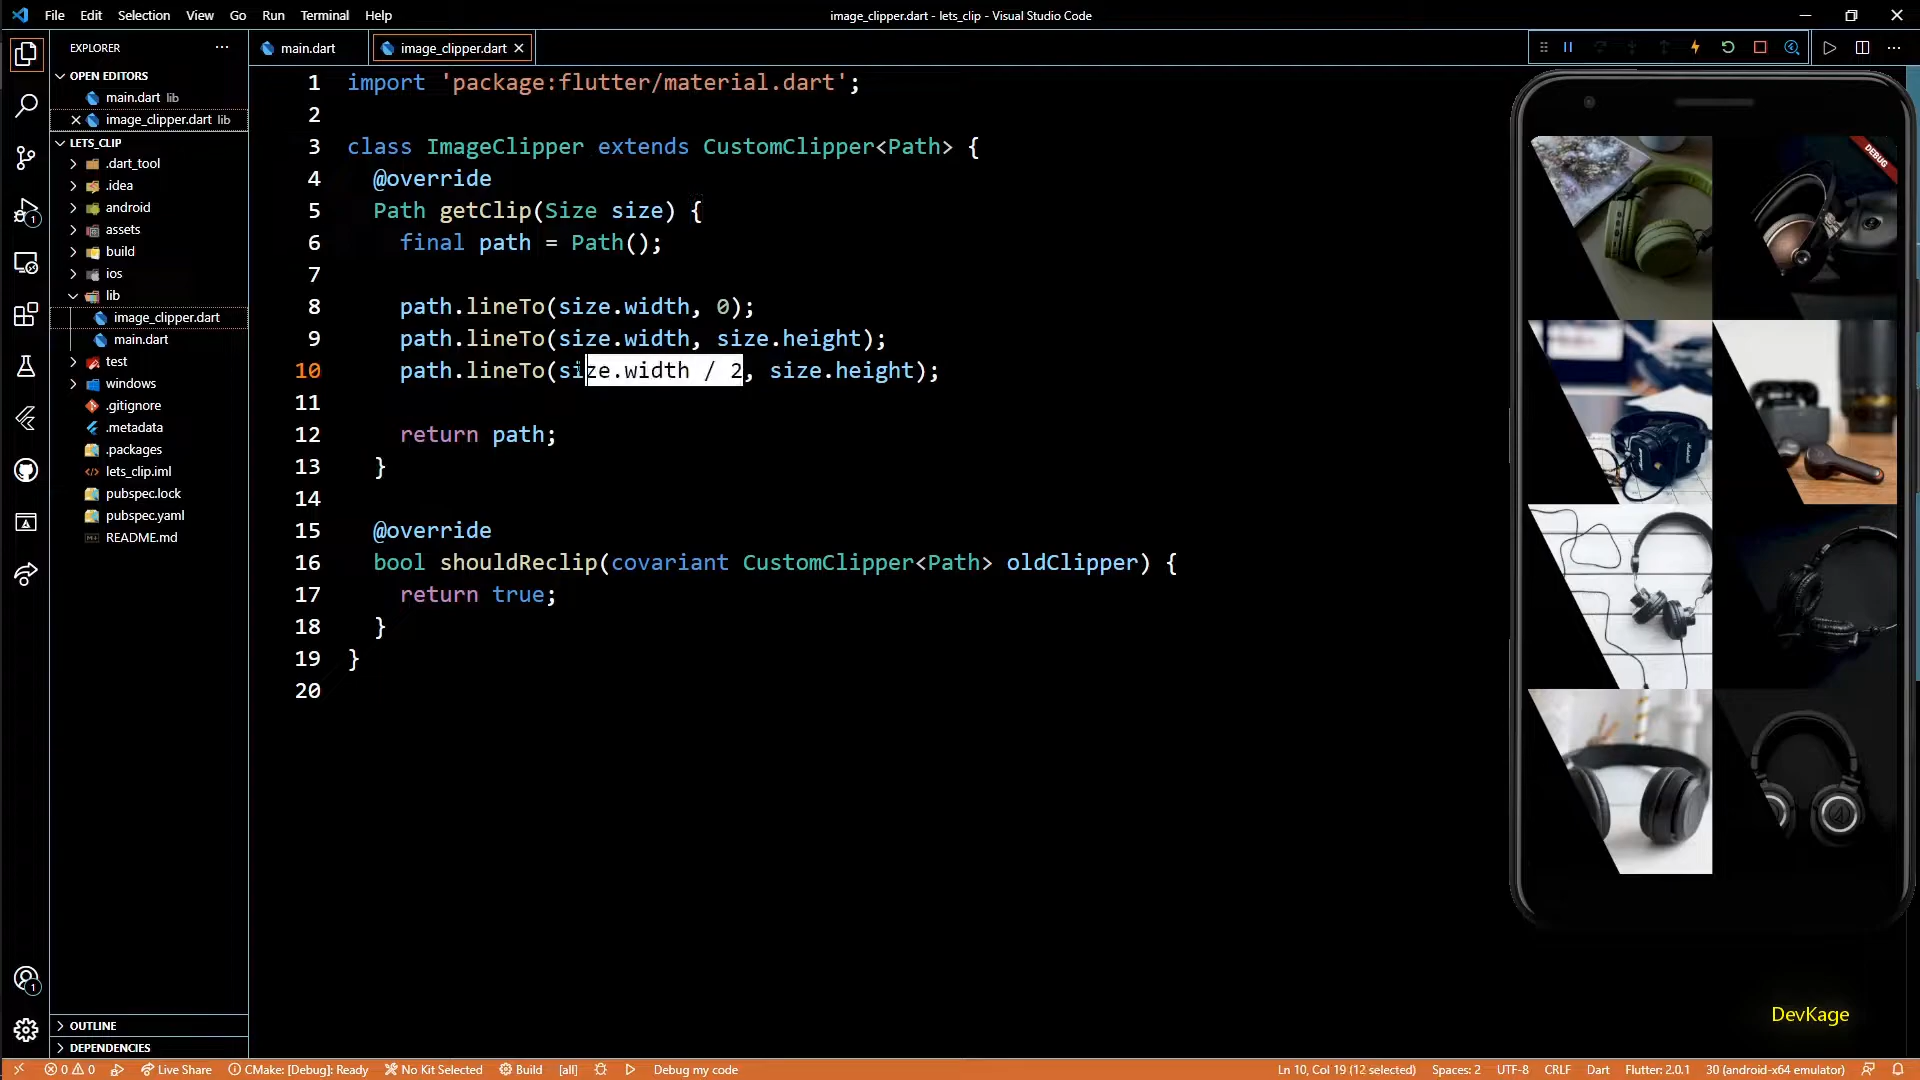 File Edit Selection View Go Run Terminal Help
image_clipper.dart - lets_clip - Visual Studio Code
EXPLORER
OPEN EDITORS
main.dart lib
image_clipper.dart lib
LETS_CLIP
.dart_tool
.idea
android
assets
build
ios
lib
image_clipper.dart
main.dart
test
windows
.gitignore
.metadata
.packages
lets_clip.iml
pubspec.lock
pubspec.yaml
README.md
OUTLINE
DEPENDENCIES
1
1
main.dart
image_clipper.dart
1 import 'package:flutter/material.dart';
2
3 class ImageClipper extends CustomClipper<Path> {
4 @override
5 Path getClip(Size size) {
6 final path = Path();
7
8 path.lineTo(size.width, 0);
9 path.lineTo(size.width, size.height);
10 path.lineTo(size.width / 2, size.height);
11
12 return path;
13 }
14
15 @override
16 bool shouldReclip(covariant CustomClipper<Path> oldClipper) {
17 return true;
18 }
19 }
20
DEBUG
DevKage
0 0 Live Share CMake: [Debug]: Ready No Kit Selected Build [all] Debug my code
Ln 10, Col 19 (12 selected) Spaces: 2 UTF-8 CRLF Dart Flutter: 2.0.1 30 (android-x64 emulator)